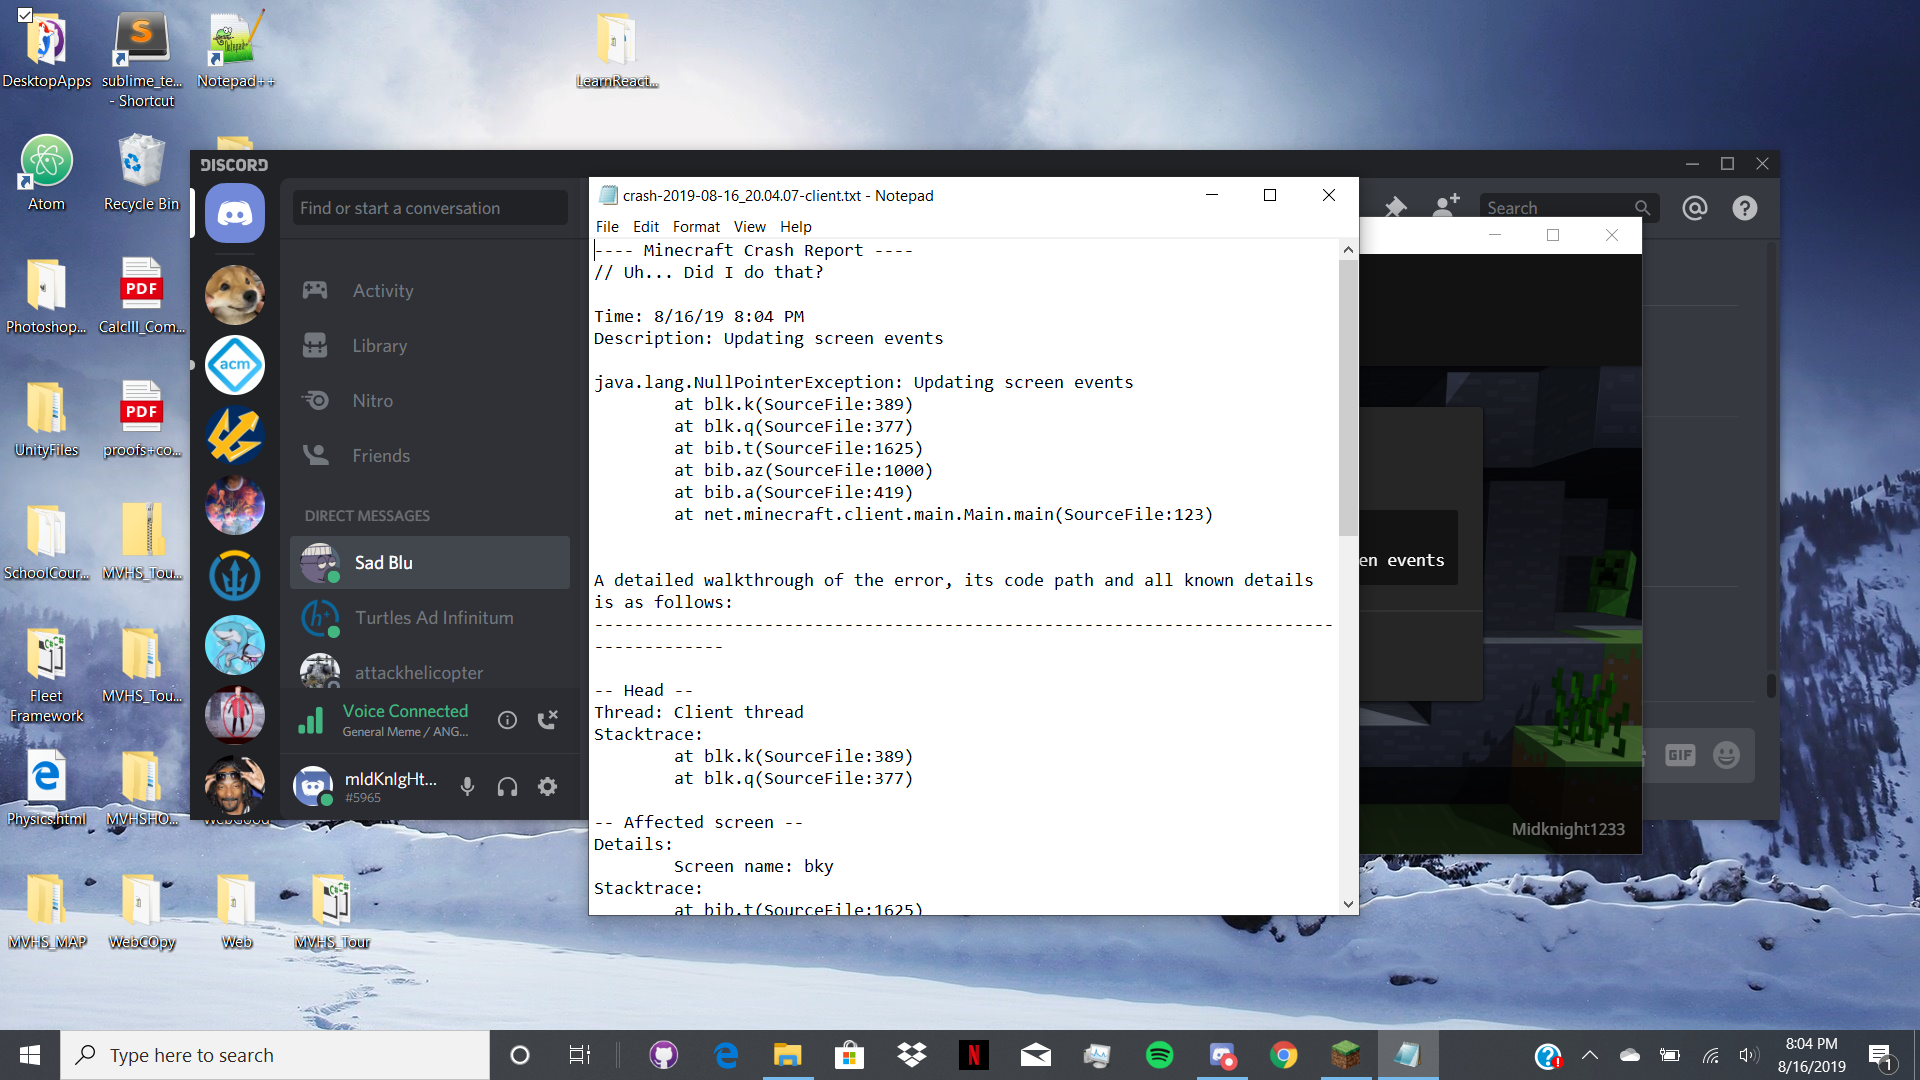 DesktopApps
sublime_te...
- Shortcut
Notepad++
LearnReact...
Atom
Recycle Bin
Photoshop...
PDF
CalcIII_Com...
UnityFiles
PDF
proofs+co...
SchoolCour...
MVHS_Tou...
Fleet
Framework
MVHS_Tou...
Physics.html
MVHSHO...
MVHS_MAP
WebCOpy
Web
MVHS_Tour
DISCORD
acm
Find or start a conversation
Activity
Library
Nitro
Friends
DIRECT MESSAGES
Sad Blu
Turtles Ad Infinitum
attackhelicopter
Voice Connected
General Meme / ANG...
mIdKnIgHt...
#5965
Search
GIF
crash-2019-08-16_20.04.07-client.txt - Notepad
File Edit Format View Help
---- Minecraft Crash Report ----
// Uh... Did I do that?
Time: 8/16/19 8:04 PM
Description: Updating screen events
java.lang.NullPointerException: Updating screen events
at blk.k(SourceFile:389)
at blk.q(SourceFile:377)
at bib.t(SourceFile:1625)
at bib.az(SourceFile:1000)
at bib.a(SourceFile:419)
at net.minecraft.client.main.Main.main(SourceFile:123)
A detailed walkthrough of the error, its code path and all known details
is as follows:
--------------------------------------------------------------------------
-------------
-- Head --
Thread: Client thread
Stacktrace:
at blk.k(SourceFile:389)
at blk.q(SourceFile:377)
-- Affected screen --
Details:
Screen name: bky
Stacktrace:
at bib.t(SourceFile:1625)
en events
Midknight1233
Type here to search
8:04 PM
8/16/2019
1